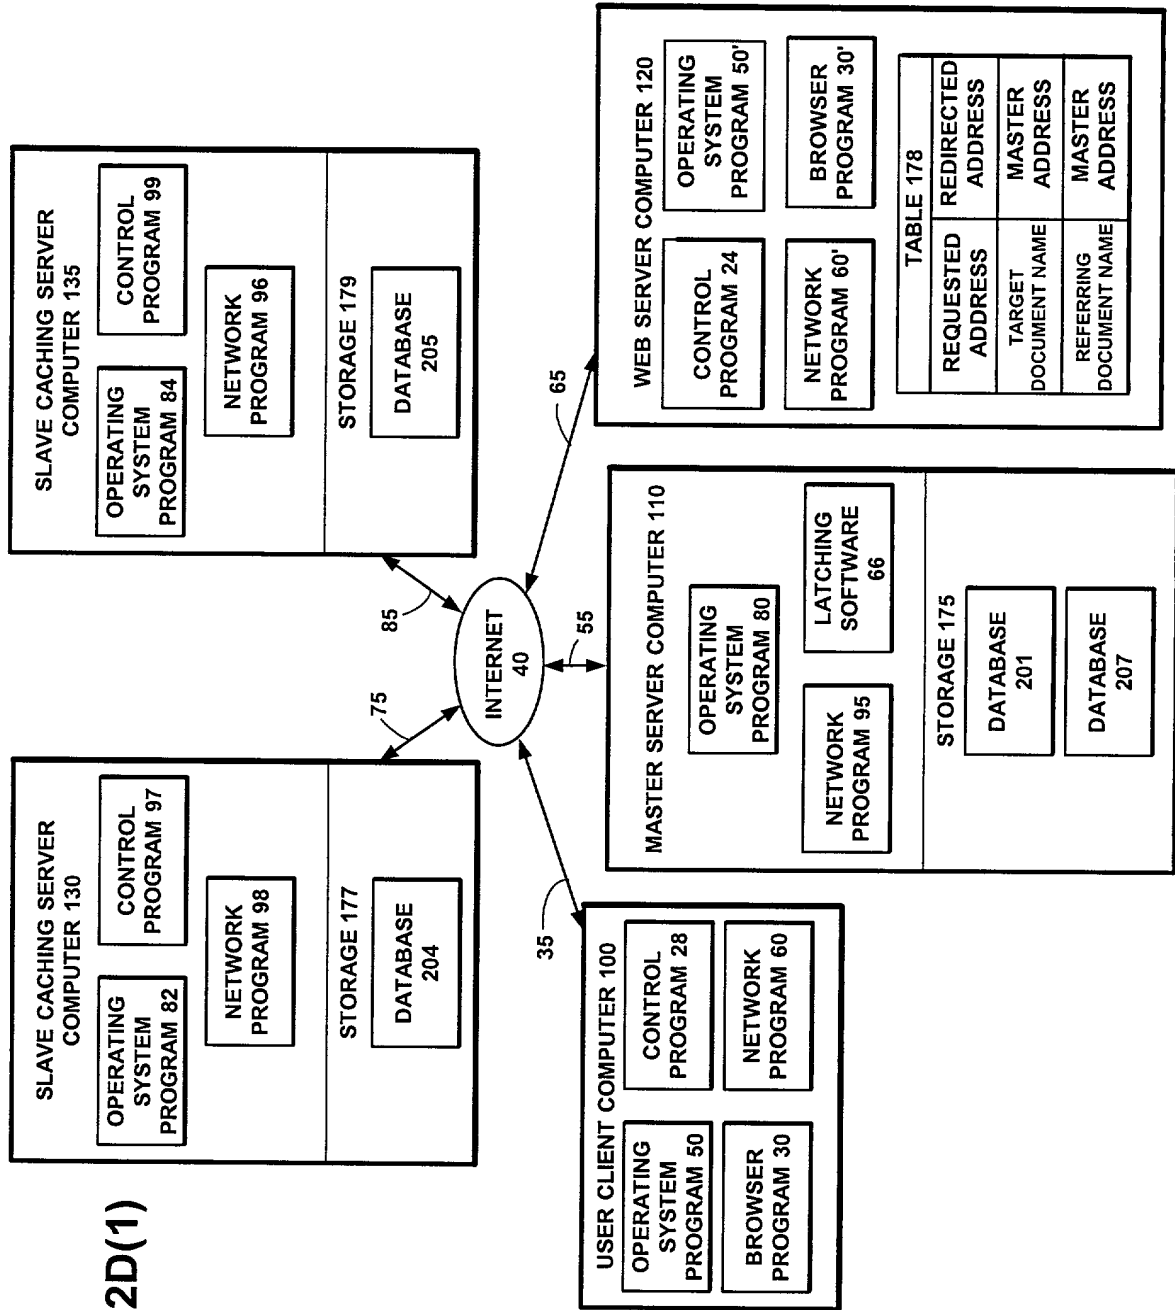 2D(1)
SLAVE CACHING SERVER
COMPUTER 130
OPERATING
SYSTEM
PROGRAM 82
CONTROL
PROGRAM 97
NETWORK
PROGRAM 98
STORAGE 177
DATABASE
204
SLAVE CACHING SERVER
COMPUTER 135
OPERATING
SYSTEM
PROGRAM 84
CONTROL
PROGRAM 99
NETWORK
PROGRAM 96
STORAGE 179
DATABASE
205
75
85
INTERNET
40
35
55
65
USER CLIENT COMPUTER 100
OPERATING
SYSTEM
PROGRAM 50
CONTROL
PROGRAM 28
BROWSER
PROGRAM 30
NETWORK
PROGRAM 60
MASTER SERVER COMPUTER 110
OPERATING
SYSTEM
PROGRAM 80
NETWORK
PROGRAM 95
LATCHING
SOFTWARE
66
STORAGE 175
DATABASE
201
DATABASE
207
WEB SERVER COMPUTER 120
CONTROL
PROGRAM 24
OPERATING
SYSTEM
PROGRAM 50'
NETWORK
PROGRAM 60'
BROWSER
PROGRAM 30'
TABLE 178
REQUESTED
ADDRESS
REDIRECTED
ADDRESS
TARGET
DOCUMENT NAME
MASTER
ADDRESS
REFERRING
DOCUMENT NAME
MASTER
ADDRESS